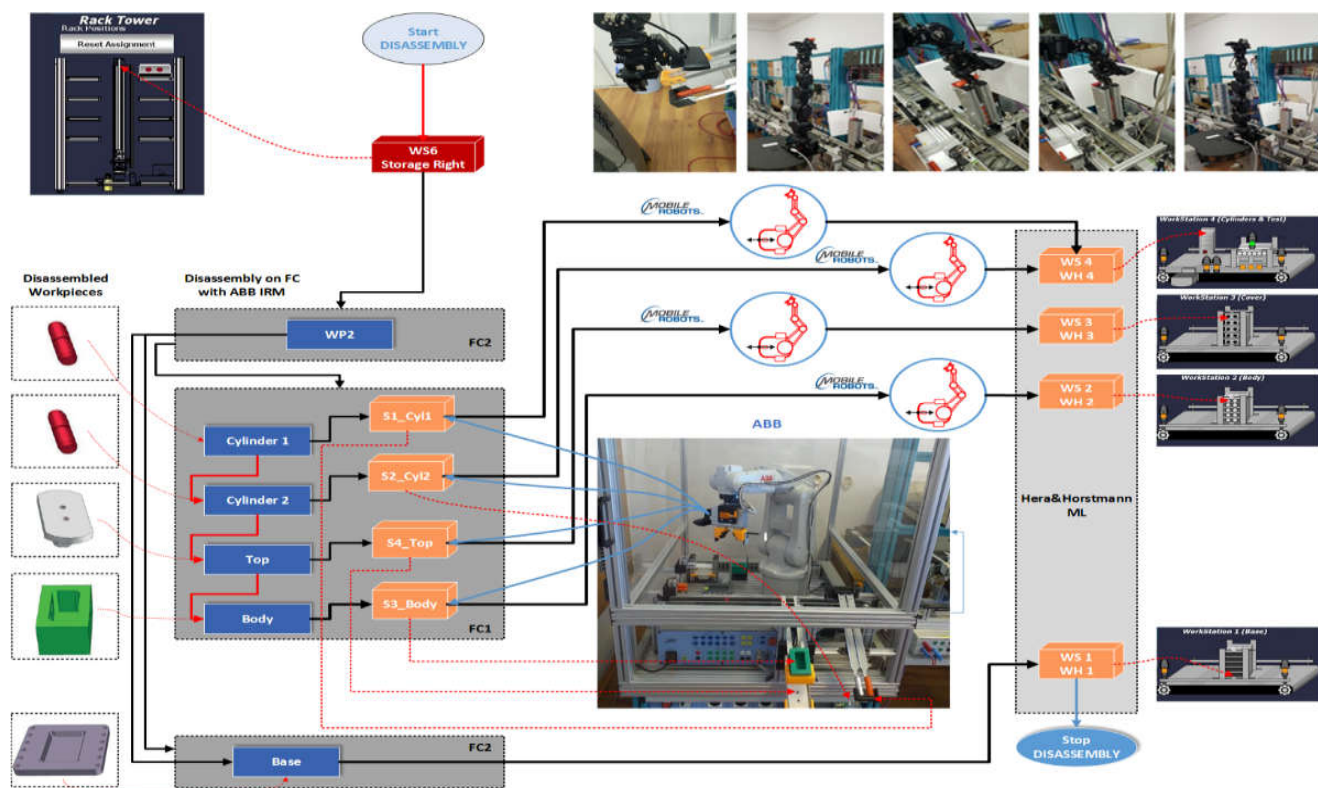 Rack Tower
Rack Positions
Reset Assignment
Start
DISASSEMBLY
WS6
Storage Right
Disassembled
Workpieces
Disassembly on FC
with ABB IRM
WP2
FC2
Cylinder 1
S1_Cyl1
Cylinder 2
S2_Cyl2
Top
S4_Top
Body
S3_Body
FC1
Base
FC2
MOBILE
ROBOTS
MOBILE
ROBOTS
MOBILE
ROBOTS
MOBILE
ROBOTS
ABB
WS 4
WH 4
WS 3
WH 3
WS 2
WH 2
Hera&Horstmann
ML
WS 1
WH 1
Stop
DISASSEMBLY
WorkStation 4 (Cylinders & Test)
WorkStation 3 (Cover)
WorkStation 2 (Body)
WorkStation 1 (Base)